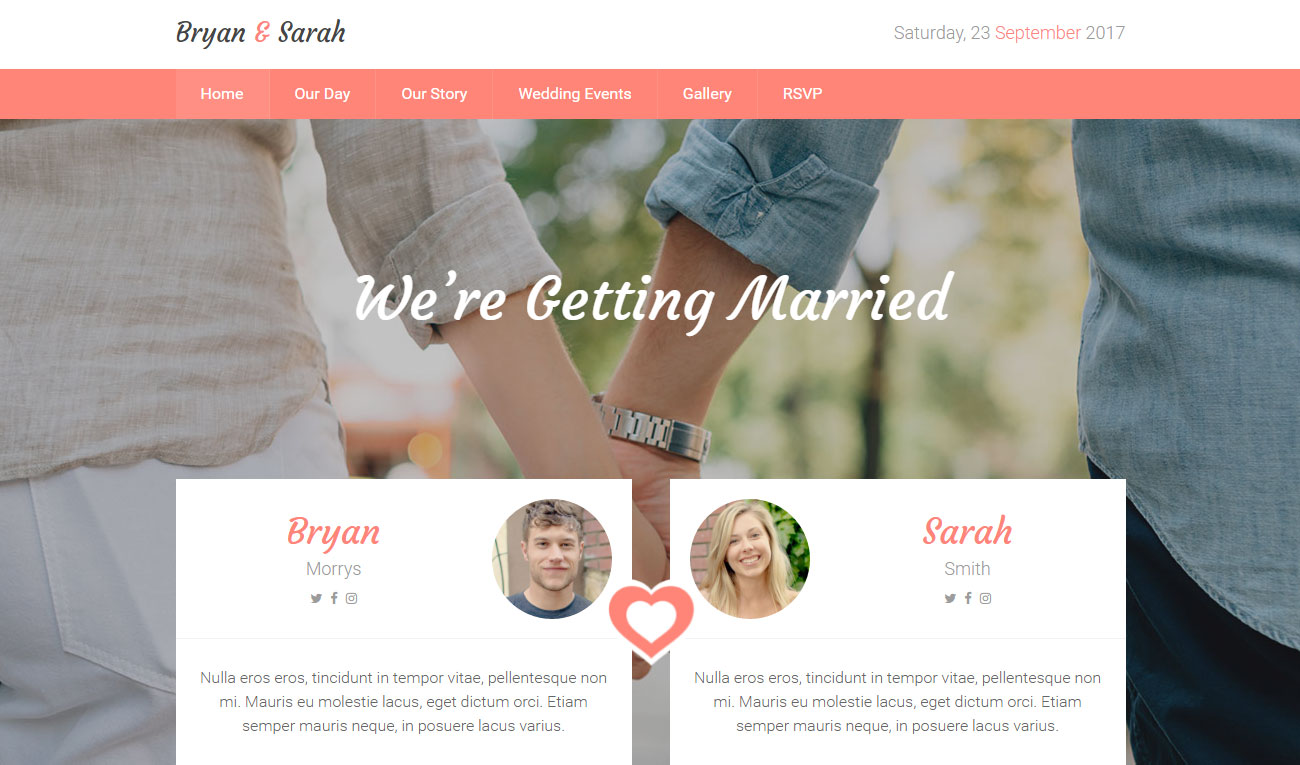 Bryan & Sarah
Saturday, 23 September 2017
Home
Our Day
Our Story
Wedding Events
Gallery
RSVP
We’re Getting Married
Bryan
Morrys
Nulla eros eros, tincidunt in tempor vitae, pellentesque non
mi. Mauris eu molestie lacus, eget dictum orci. Etiam
semper mauris neque, in posuere lacus varius.
Sarah
Smith
Nulla eros eros, tincidunt in tempor vitae, pellentesque non
mi. Mauris eu molestie lacus, eget dictum orci. Etiam
semper mauris neque, in posuere lacus varius.